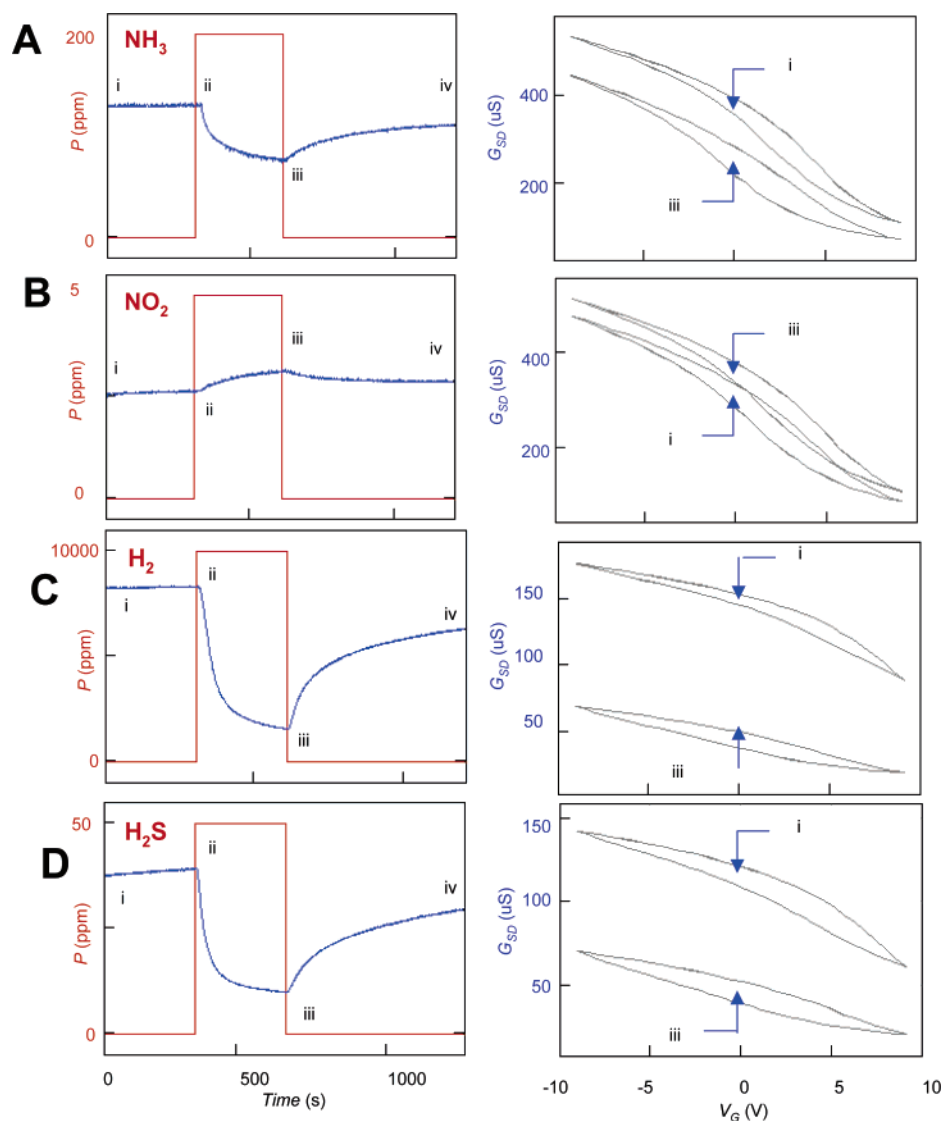 A
NH3
200
i
ii
iii
iv
P (ppm)
0
400
200
GSD (uS)
i
iii
B
NO2
5
i
ii
iii
iv
P (ppm)
0
400
200
GSD (uS)
iii
i
C
H2
10000
i
ii
iii
iv
P (ppm)
0
150
100
50
GSD (uS)
i
iii
D
H2S
50
i
ii
iii
iv
P (ppm)
0
0
500
1000
Time (s)
150
100
50
GSD (uS)
i
iii
-10
-5
0
5
10
VG (V)